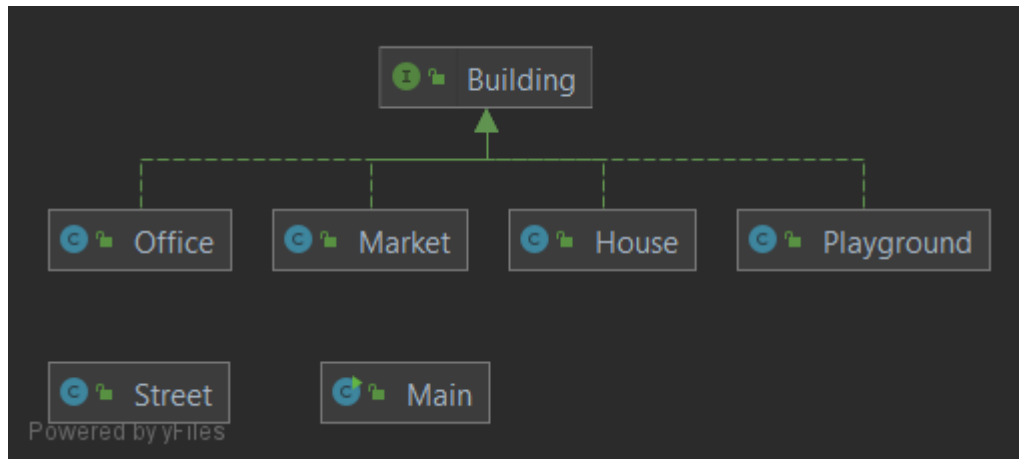 I Building
C Office C Market C House C Playground
C Street C Main
Powered by yFiles